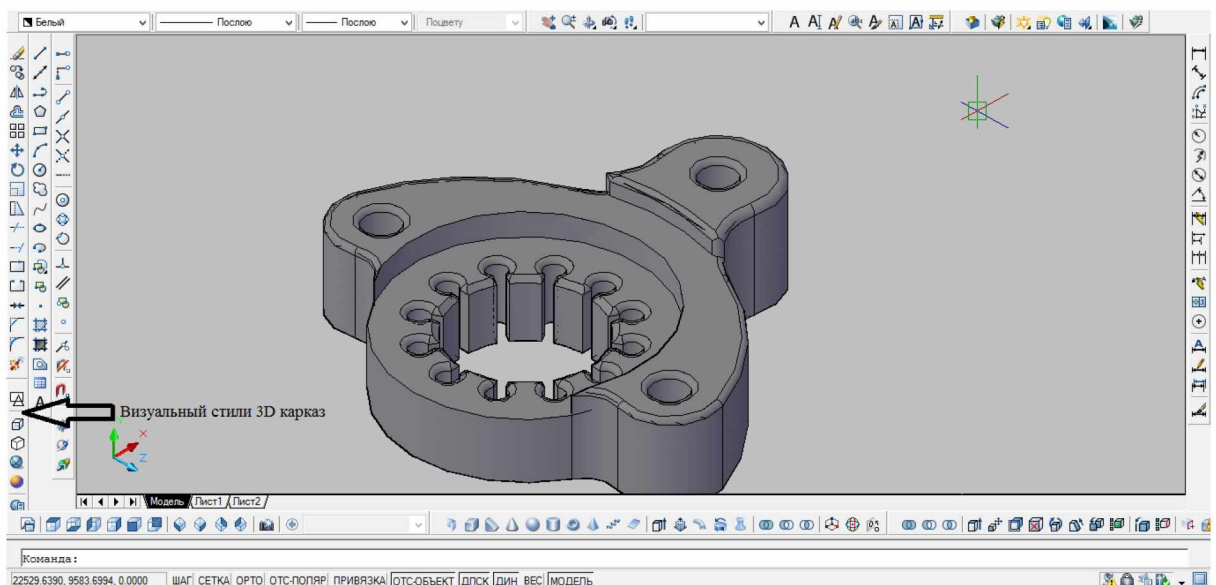 Белый Послою Послою Поцвету
Визуальный стили 3D карказ
Y
X
Z
Модель Лист1 Лист2
Команда:
22529.6390, 9583.6994, 0.0000 ШАГ СЕТКА ОРТО ОТС-ПОЛЯР ПРИВЯЗКА ОТС-ОБЪЕКТ ДПСК ДИН ВЕС МОДЕЛЬ